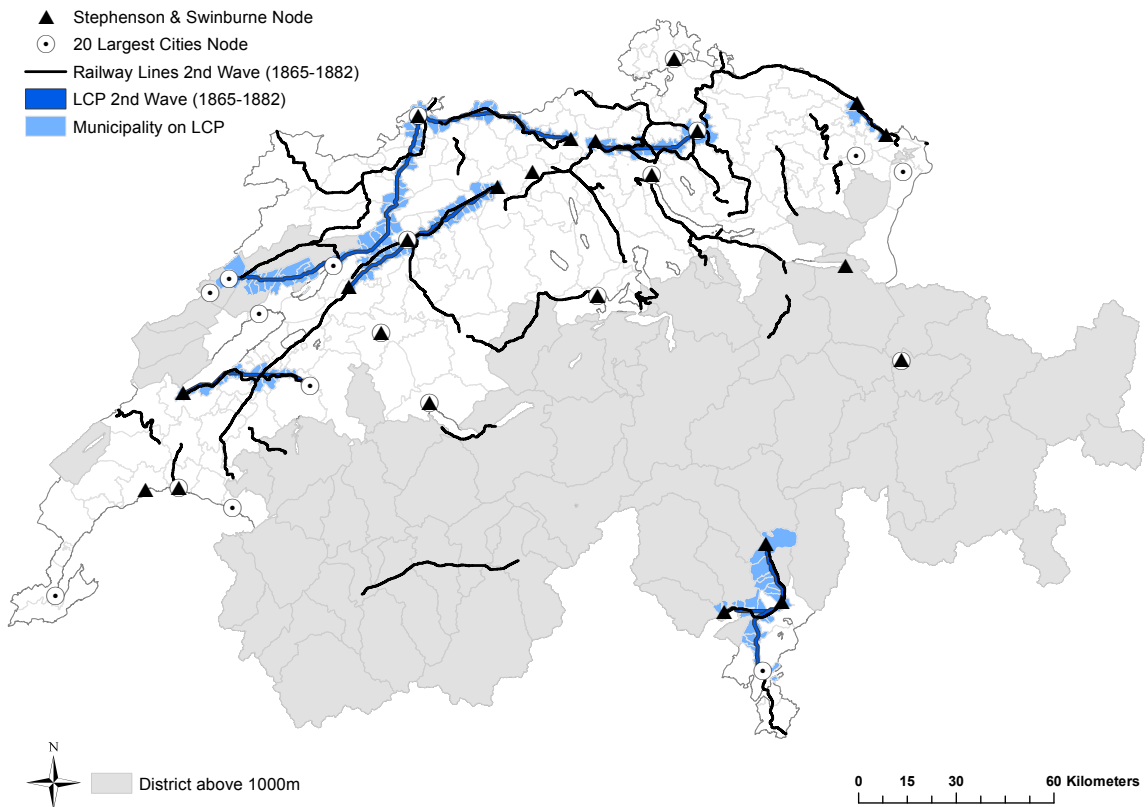 Stephenson & Swinburne Node
20 Largest Cities Node
Railway Lines 2nd Wave (1865-1882)
LCP 2nd Wave (1865-1882)
Municipality on LCP
N
District above 1000m
0 15 30 60 Kilometers